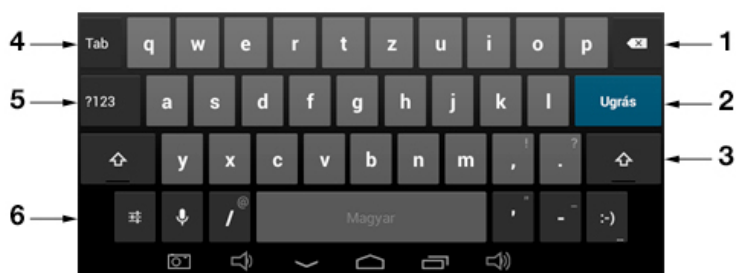 4 Tab q w e r t z u i o p 1
5 ?123 a s d f g h j k l Ugrás 2
y x c v b n m , ! . ? 3
6 / @ Magyar ' " - _ :-)